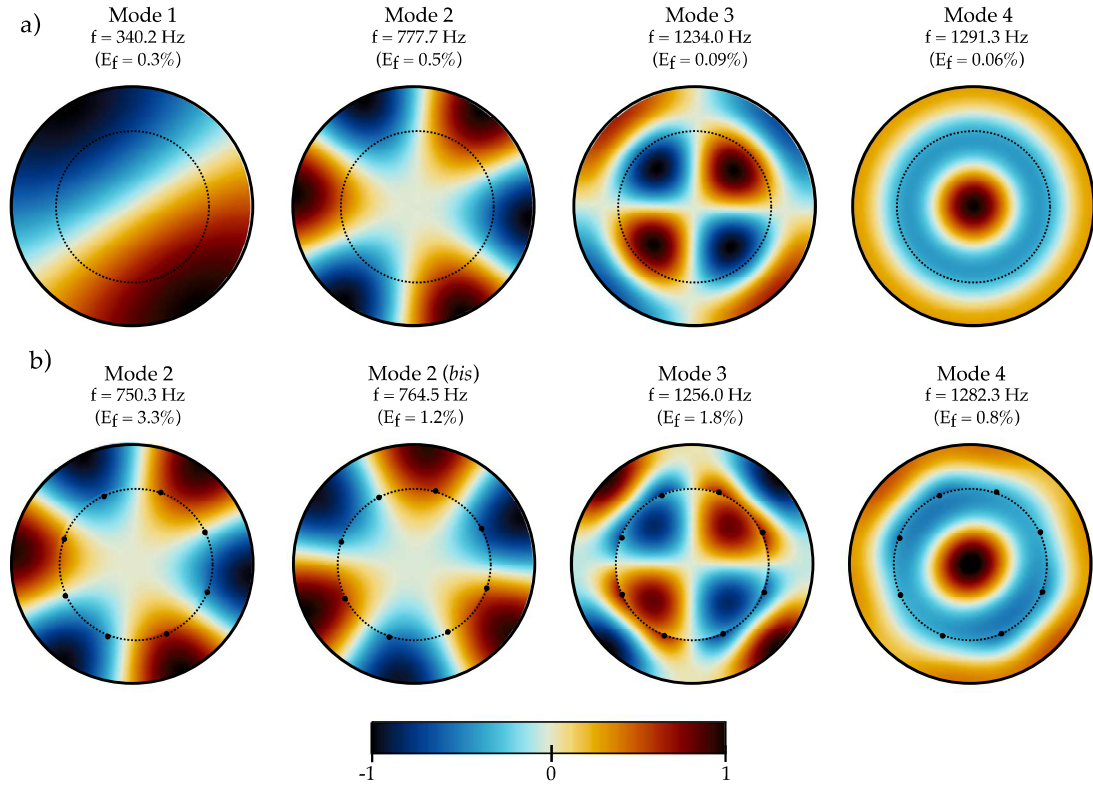 a)
Mode 1
f = 340.2 Hz
(Ef = 0.3%)
Mode 2
f = 777.7 Hz
(Ef = 0.5%)
Mode 3
f = 1234.0 Hz
(Ef = 0.09%)
Mode 4
f = 1291.3 Hz
(Ef = 0.06%)
b)
Mode 2
f = 750.3 Hz
(Ef = 3.3%)
Mode 2 (bis)
f = 764.5 Hz
(Ef = 1.2%)
Mode 3
f = 1256.0 Hz
(Ef = 1.8%)
Mode 4
f = 1282.3 Hz
(Ef = 0.8%)
-1 0 1